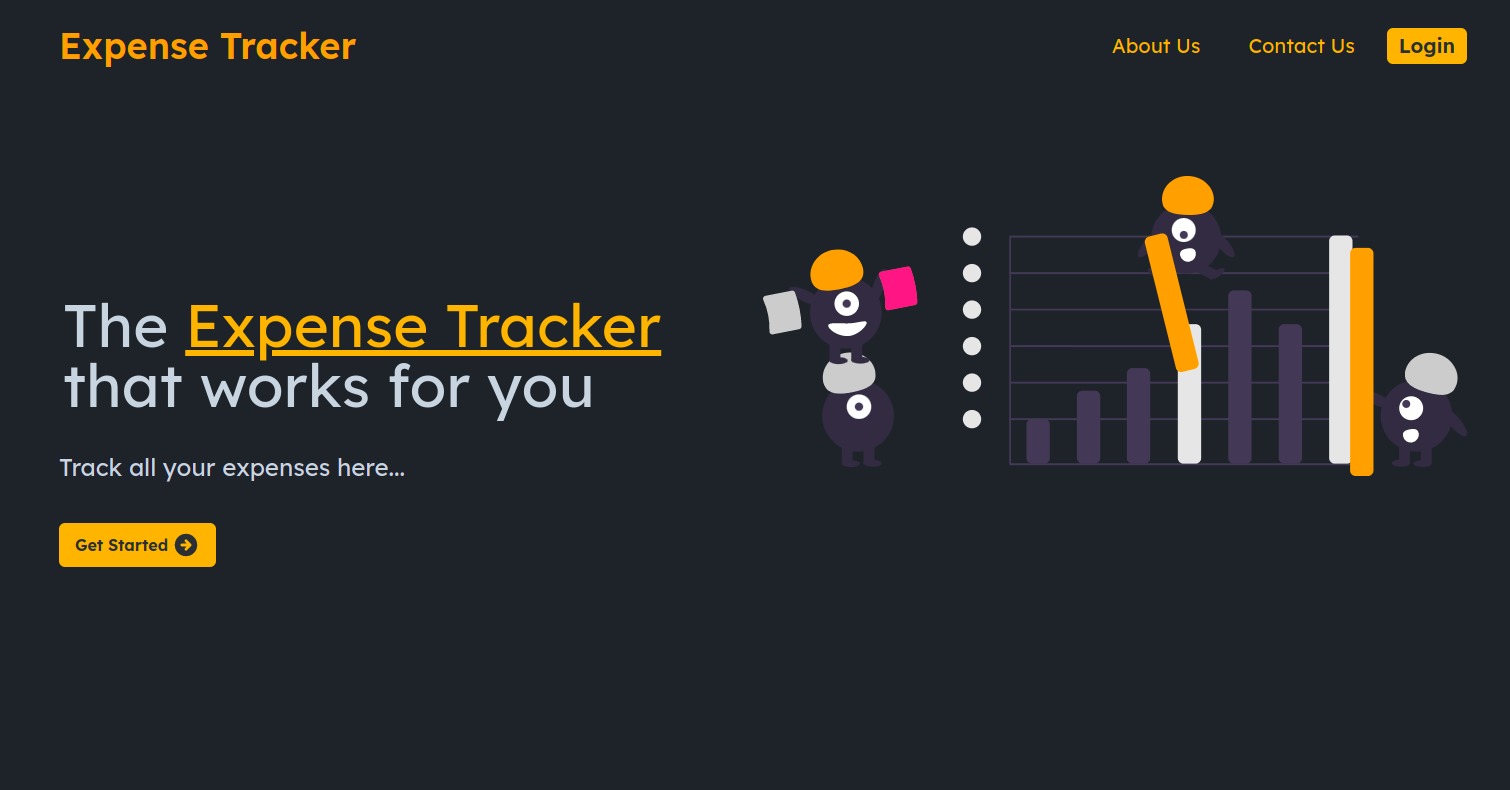 Expense Tracker
About Us
Contact Us
Login
The Expense Tracker
that works for you
Track all your expenses here...
Get Started